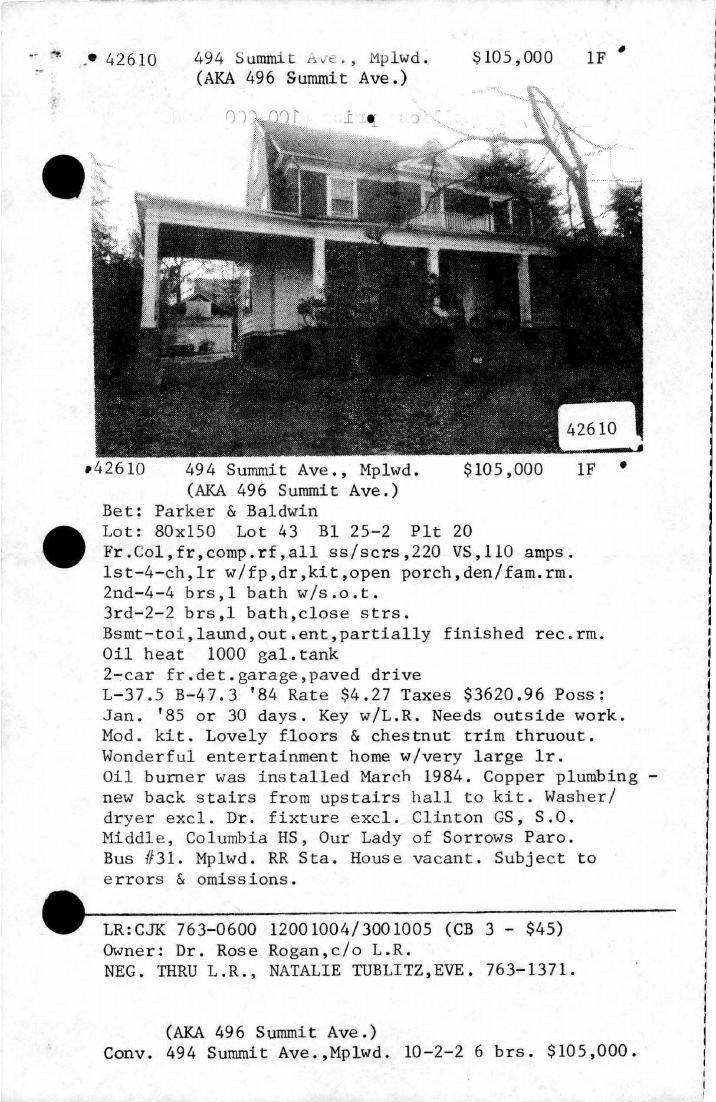 42610 494 Summit Ave., Mplwd. $105,000 1F
(AKA 496 Summit Ave.)
42610
42610 494 Summit Ave., Mplwd. $105,000 1F
(AKA 496 Summit Ave.)
Bet: Parker & Baldwin
Lot: 80x150 Lot 43 Bl 25-2 Plt 20
Fr.Col,fr,comp.rf,all ss/scrs,220 VS,110 amps.
1st-4-ch,lr w/fp,dr,kit,open porch,den/fam.rm.
2nd-4-4 brs,1 bath w/s.o.t.
3rd-2-2 brs,1 bath,close strs.
Bsmt-toi,laund,out.ent,partially finished rec.rm.
Oil heat 1000 gal.tank
2-car fr.det.garage,paved drive
L-37.5 B-47.3 '84 Rate $4.27 Taxes $3620.96 Poss:
Jan. '85 or 30 days. Key w/L.R. Needs outside work.
Mod. kit. Lovely floors & chestnut trim thruout.
Wonderful entertainment home w/very large lr.
Oil burner was installed March 1984. Copper plumbing -
new back stairs from upstairs hall to kit. Washer/
dryer excl. Dr. fixture excl. Clinton GS, S.O.
Middle, Columbia HS, Our Lady of Sorrows Paro.
Bus #31. Mplwd. RR Sta. House vacant. Subject to
errors & omissions.
LR:CJK 763-0600 12001004/3001005 (CB 3 - $45)
Owner: Dr. Rose Rogan,c/o L.R.
NEG. THRU L.R., NATALIE TUBLITZ,EVE. 763-1371.
(AKA 496 Summit Ave.)
Conv. 494 Summit Ave.,Mplwd. 10-2-2 6 brs. $105,000.